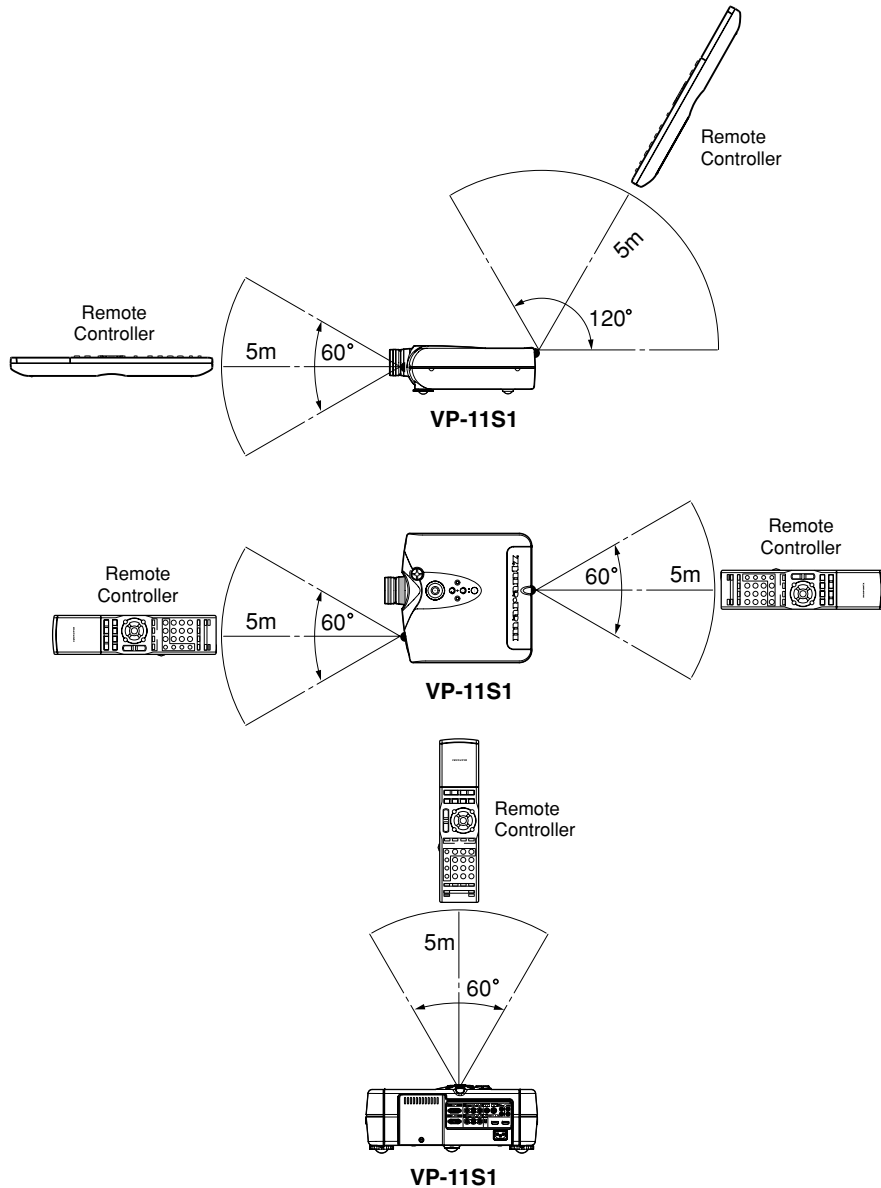 Remote
Controller
5m
120°
Remote
Controller
5m
60°
VP-11S1
Remote
Controller
5m
60°
60°
5m
Remote
Controller
VP-11S1
Remote
Controller
5m
60°
VP-11S1